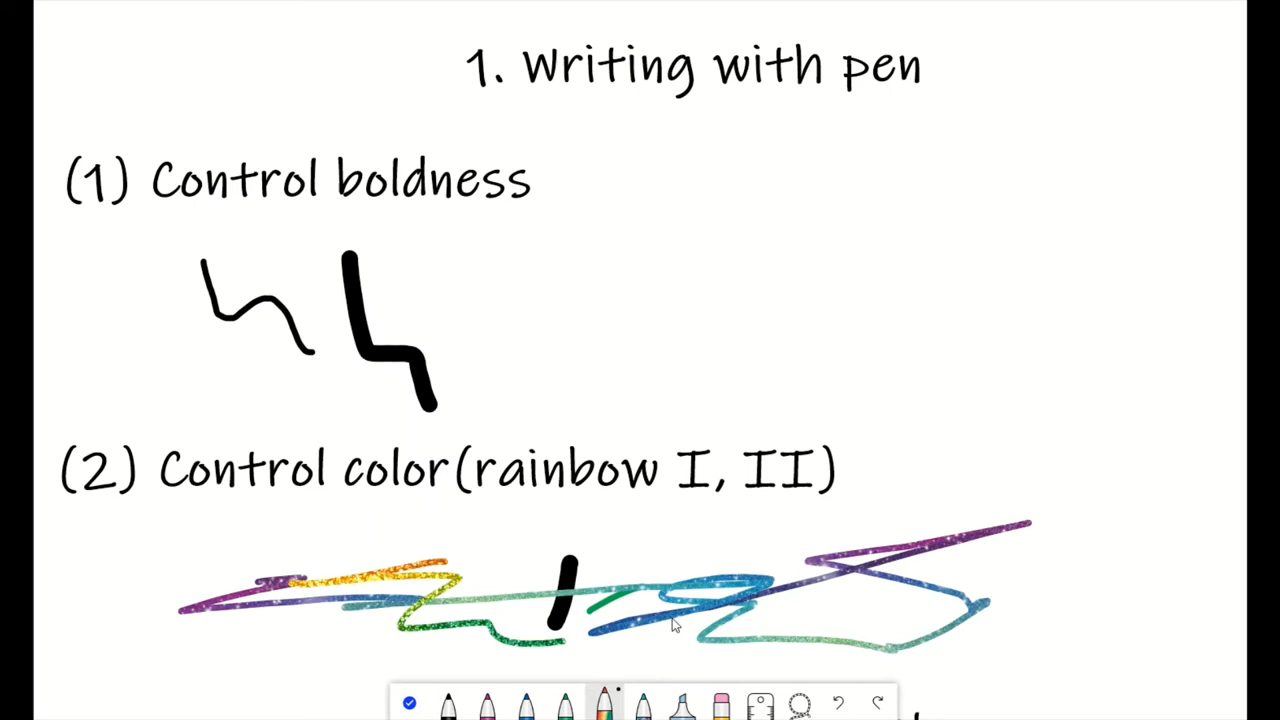 1. Writing with pen
(1) Control boldness
(2) Control color(rainbow I, II)